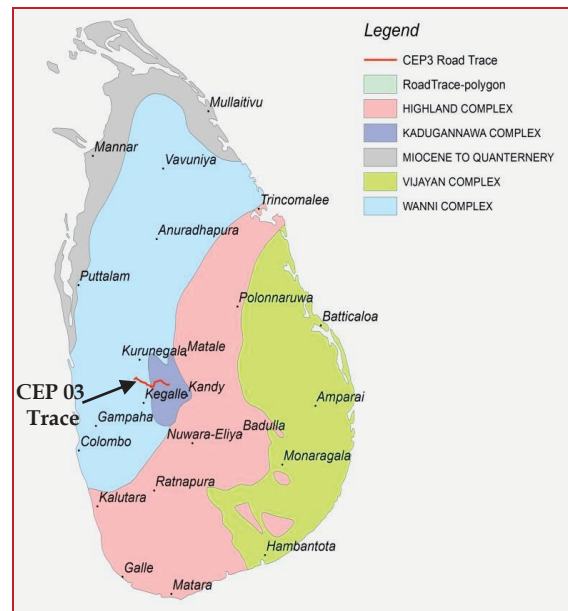 Legend
CEP3 Road Trace
RoadTrace-polygon
HIGHLAND COMPLEX
KADUGANNAWA COMPLEX
MIOCENE TO QUANTERNERY
VIJAYAN COMPLEX
WANNI COMPLEX
Mullaitivu
Mannar
Vavuniya
Trincomalee
Anuradhapura
Puttalam
Polonnaruwa
Batticaloa
Kurunegala
Matale
CEP 03
Trace
Kegalle
Kandy
Amparai
Gampaha
Badulla
Nuwara-Eliya
Colombo
Monaragala
Ratnapura
Kalutara
Hambantota
Galle
Matara